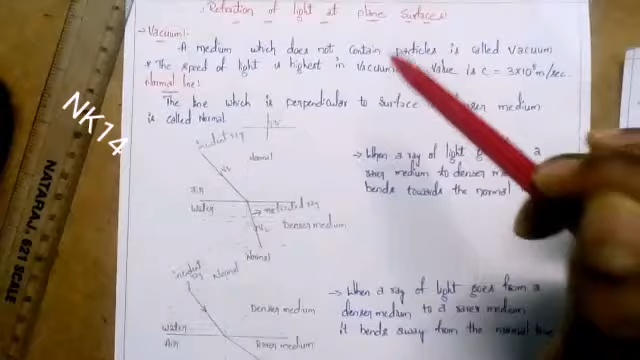 Refraction of light at plane surfaces
→ Vacuum:
A medium which does not contain particles is called vacuum
* The speed of light is highest in vacuum value is c = 3×10⁸ m/sec.
Normal line:
The line which is perpendicular to surface medium
is called Normal
NK14
incident ray
Normal
Air
Water
refracted ray
Denser medium
Normal
→ When a ray of light a
rarer medium to denser
bends towards the normal
incident ray
Normal
Denser medium
Water
Air
Rarer medium
→ When a ray of light goes from a
denser medium to a rarer medium
it bends away from the normal
NATARAJ 621 SCALE